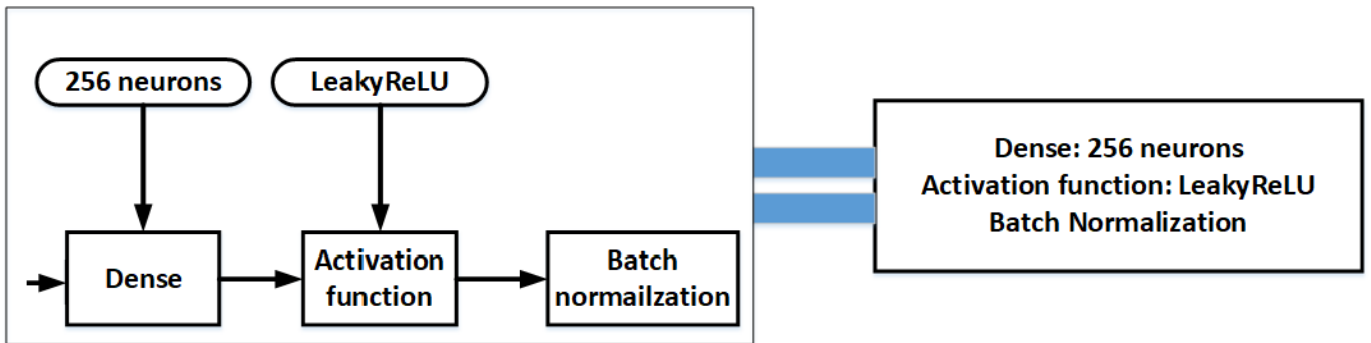 256 neurons
LeakyReLU
Dense
Activation
function
Batch
normailzation
Dense: 256 neurons
Activation function: LeakyReLU
Batch Normalization